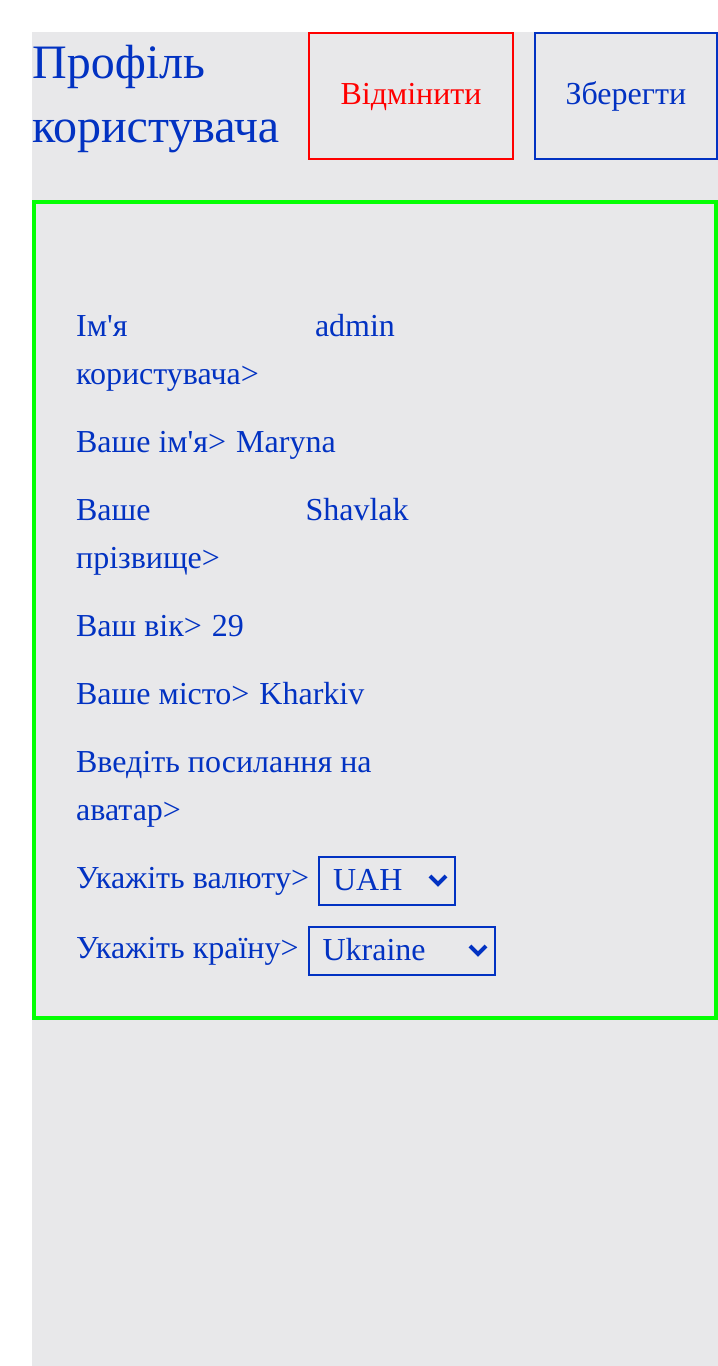 Профіль
користувача
Відмінити
Зберегти
Ім'я admin
користувача>
Ваше ім'я> Maryna
Ваше Shavlak
прізвище>
Ваш вік> 29
Ваше місто> Kharkiv
Введіть посилання на
аватар>
Укажіть валюту> UAH
Укажіть країну> Ukraine